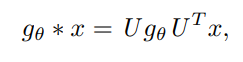 g_θ * x = U g_θ U^T x,